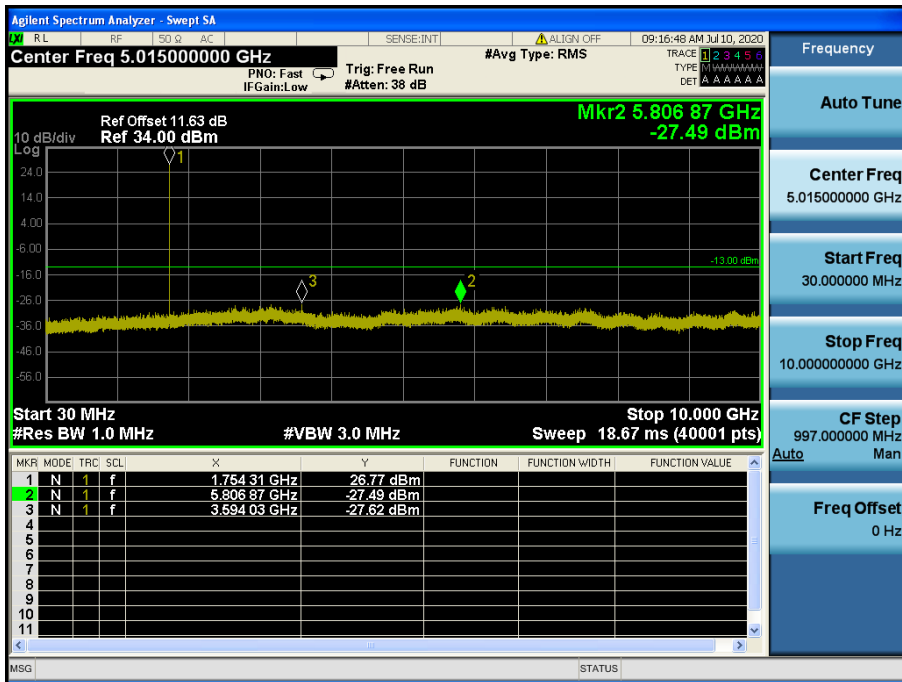 Agilent Spectrum Analyzer - Swept SA
LXI RL RF 50 Ω AC SENSE:INT ALIGN OFF 09:16:48 AM Jul 10, 2020
Center Freq 5.015000000 GHz
PNO: Fast
IFGain:Low
Trig: Free Run
#Atten: 38 dB
#Avg Type: RMS
TRACE 1 2 3 4 5 6
TYPE M W W W W W
DET A A A A A A
Ref Offset 11.63 dB
Ref 34.00 dBm
10 dB/div
Log
Mkr2 5.806 87 GHz
-27.49 dBm
1
24.0
14.0
4.00
-6.00
-13.00 dBm
-16.0
3
2
-26.0
-36.0
-46.0
-56.0
Start 30 MHz Stop 10.000 GHz
#Res BW 1.0 MHz #VBW 3.0 MHz Sweep 18.67 ms (40001 pts)
MKR MODE TRC SCL X Y FUNCTION FUNCTION WIDTH FUNCTION VALUE
1 N 1 f 1.754 31 GHz 26.77 dBm
2 N 1 f 5.806 87 GHz -27.49 dBm
3 N 1 f 3.594 03 GHz -27.62 dBm
4
5
6
7
8
9
10
11
MSG STATUS
Frequency
Auto Tune
Center Freq
5.015000000 GHz
Start Freq
30.000000 MHz
Stop Freq
10.000000000 GHz
CF Step
997.000000 MHz
Auto Man
Freq Offset
0 Hz